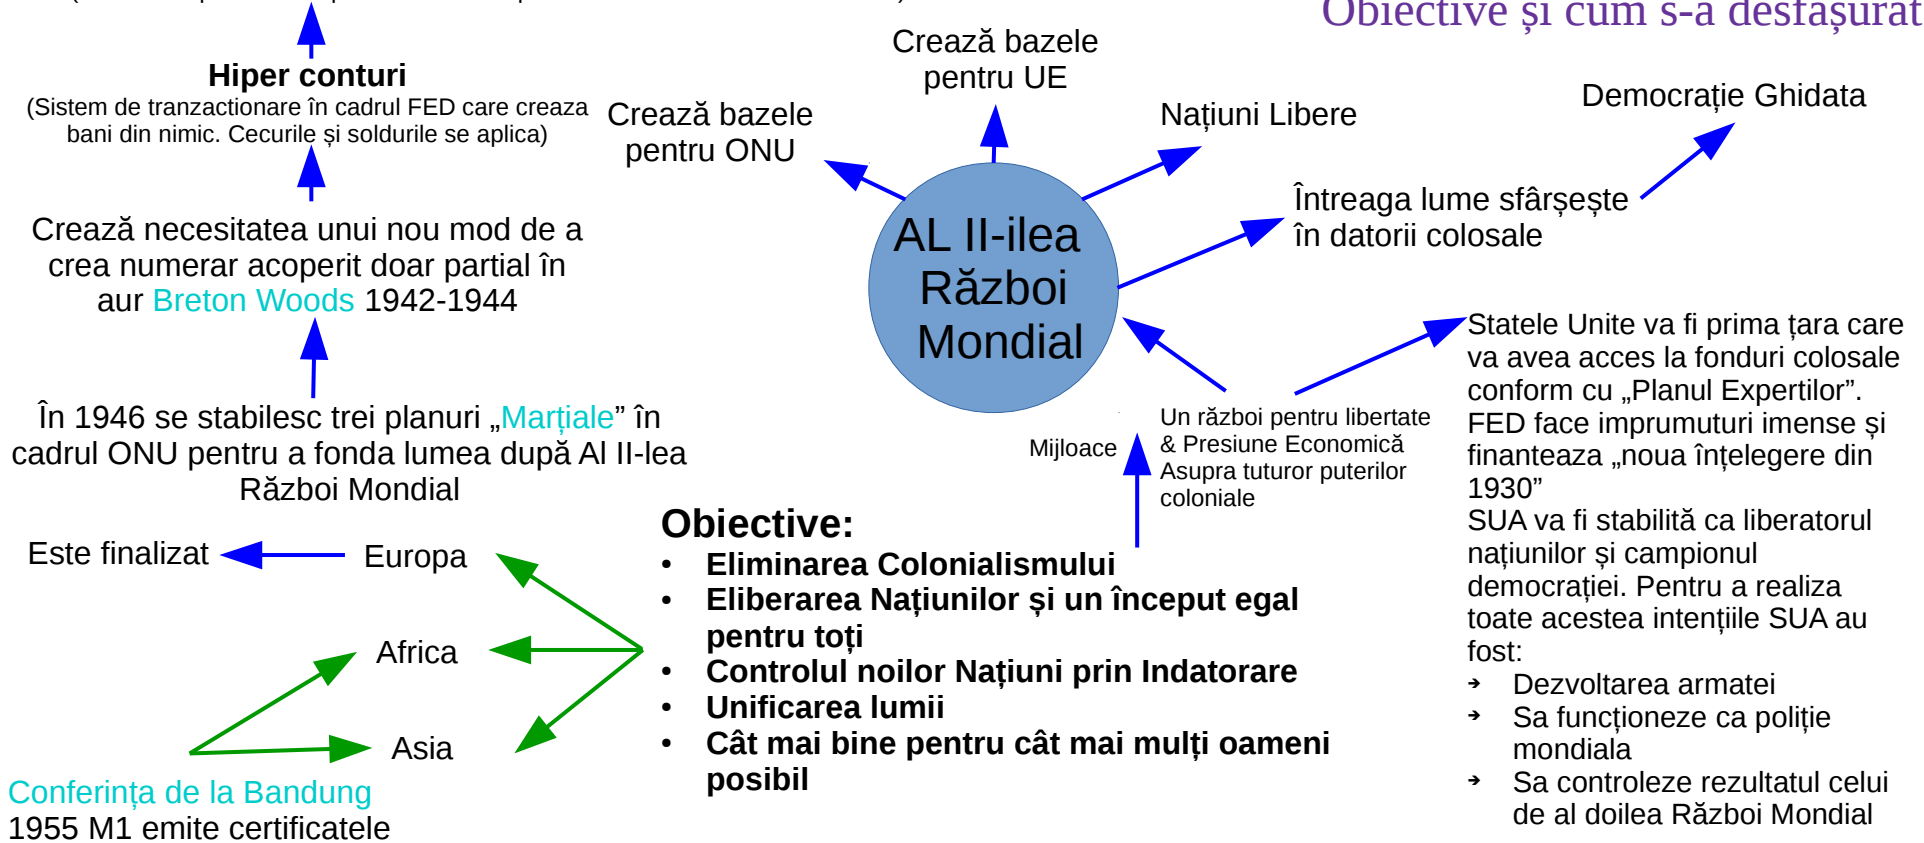 Obiective și cum s-a desfășurat
Hiper conturi
(Sistem de tranzactionare în cadrul FED care creaza
bani din nimic. Cecurile și soldurile se aplica)
Crează necesitatea unui nou mod de a
crea numerar acoperit doar partial în
aur Breton Woods 1942-1944
În 1946 se stabilesc trei planuri „Marțiale” în
cadrul ONU pentru a fonda lumea după Al II-lea
Război Mondial
Este finalizat
Europa
Africa
Asia
Conferința de la Bandung
1955 M1 emite certificatele
Crează bazele
pentru ONU
Crează bazele
pentru UE
Națiuni Libere
Democrație Ghidata
Întreaga lume sfârșește
în datorii colosale
AL II-ilea
Război
Mondial
Mijloace
Un război pentru libertate
& Presiune Economică
Asupra tuturor puterilor
coloniale
Obiective:
• Eliminarea Colonialismului
• Eliberarea Națiunilor și un început egal
pentru toți
• Controlul noilor Națiuni prin Indatorare
• Unificarea lumii
• Cât mai bine pentru cât mai mulți oameni
posibil
Statele Unite va fi prima țara care
va avea acces la fonduri colosale
conform cu „Planul Expertilor”.
FED face imprumuturi imense și
finanteaza „noua înțelegere din
1930”
SUA va fi stabilită ca liberatorul
națiunilor și campionul
democrației. Pentru a realiza
toate acestea intențiile SUA au
fost:
➔ Dezvoltarea armatei
➔ Sa funcționeze ca poliție
mondiala
➔ Sa controleze rezultatul celui
de al doilea Război Mondial